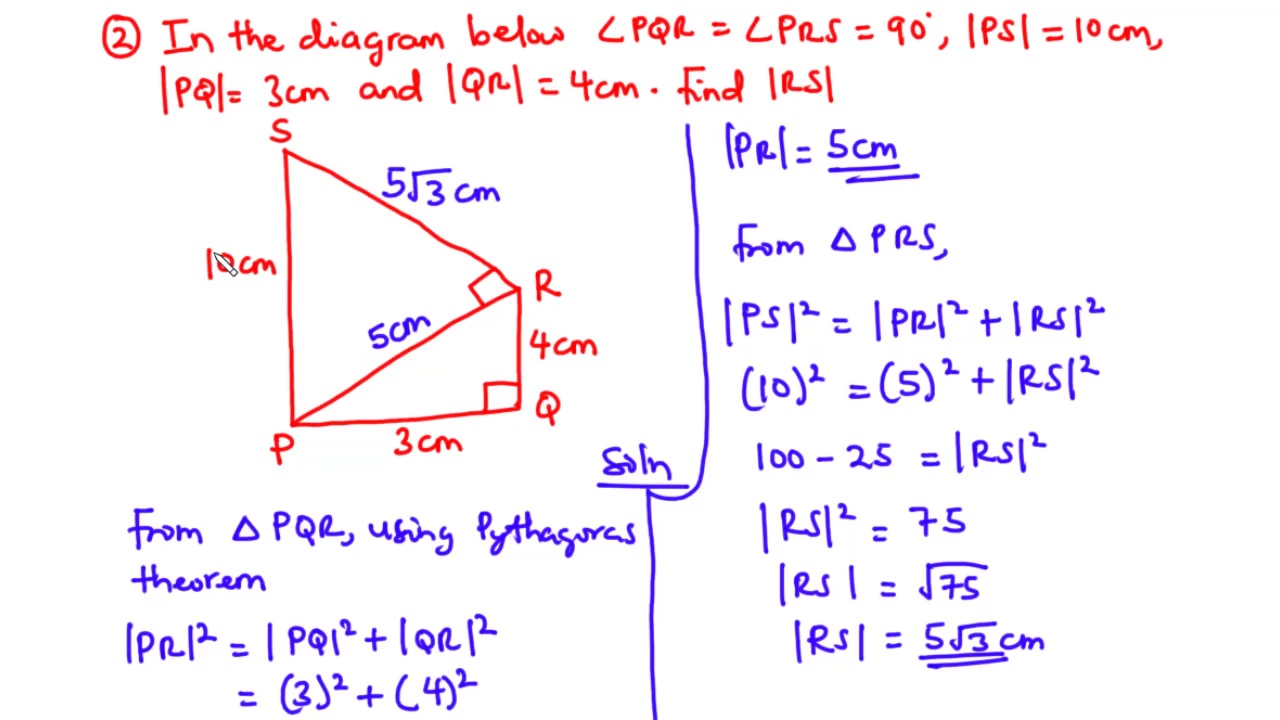 ② In the diagram below ∠PQR = ∠PRS = 90°, |PS| = 10cm,
|PQ| = 3cm and |QR| = 4cm. Find |RS|
S
5√3 cm
10cm
R
5cm
4cm
Q
P
3cm
Soln
From △ PQR, using Pythagoras
theorem
|PR|² = |PQ|² + |QR|²
= (3)² + (4)²
|PR| = 5cm
From △ PRS,
|PS|² = |PR|² + |RS|²
(10)² = (5)² + |RS|²
100 - 25 = |RS|²
|RS|² = 75
|RS| = √75
|RS| = 5√3 cm